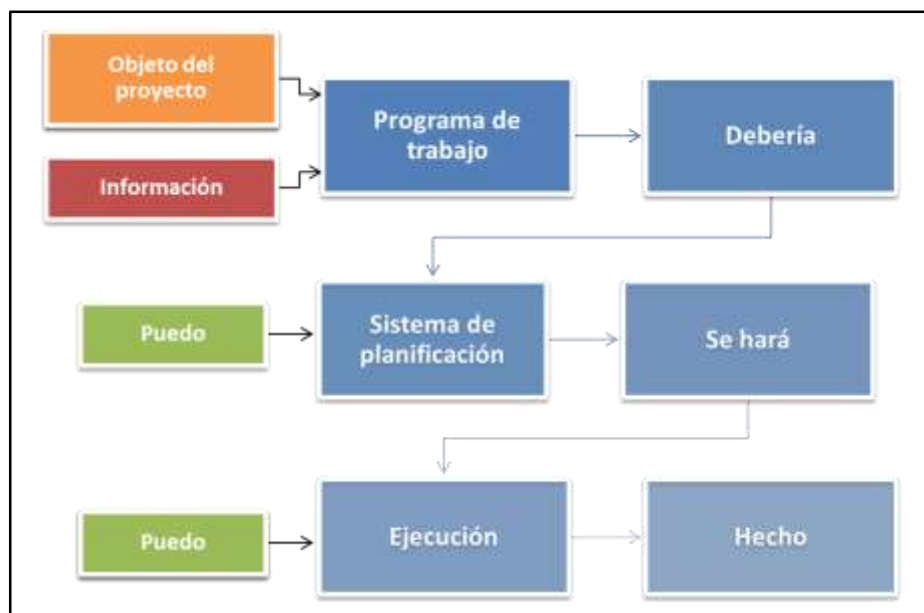 Objeto del
proyecto
Información
Programa de
trabajo
Debería
Puedo
Sistema de
planificación
Se hará
Puedo
Ejecución
Hecho